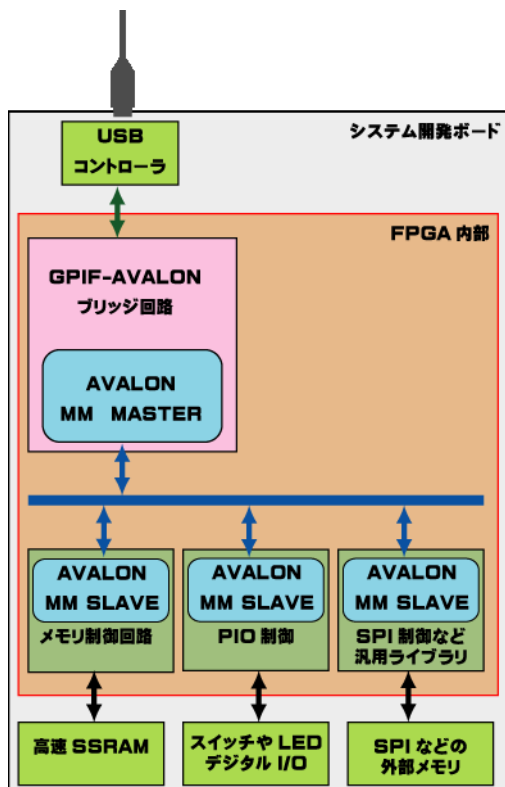 USB
コントローラ
システム開発ボード
FPGA 内部
GPIF-AVALON
ブリッジ回路
AVALON
MM MASTER
AVALON
MM SLAVE
メモリ制御回路
AVALON
MM SLAVE
PIO 制御
AVALON
MM SLAVE
SPI 制御など
汎用ライブラリ
高速 SSRAM
スイッチや LED
デジタル I/O
SPI などの
外部メモリ